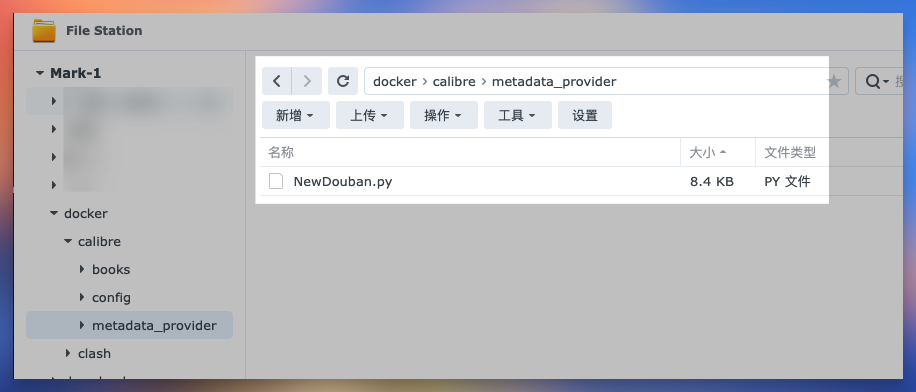 File Station
Mark-1
docker
calibre
books
config
metadata_provider
clash
docker › calibre › metadata_provider
搜
新增
上传
操作
工具
设置
名称 大小 文件类型
NewDouban.py 8.4 KB PY 文件